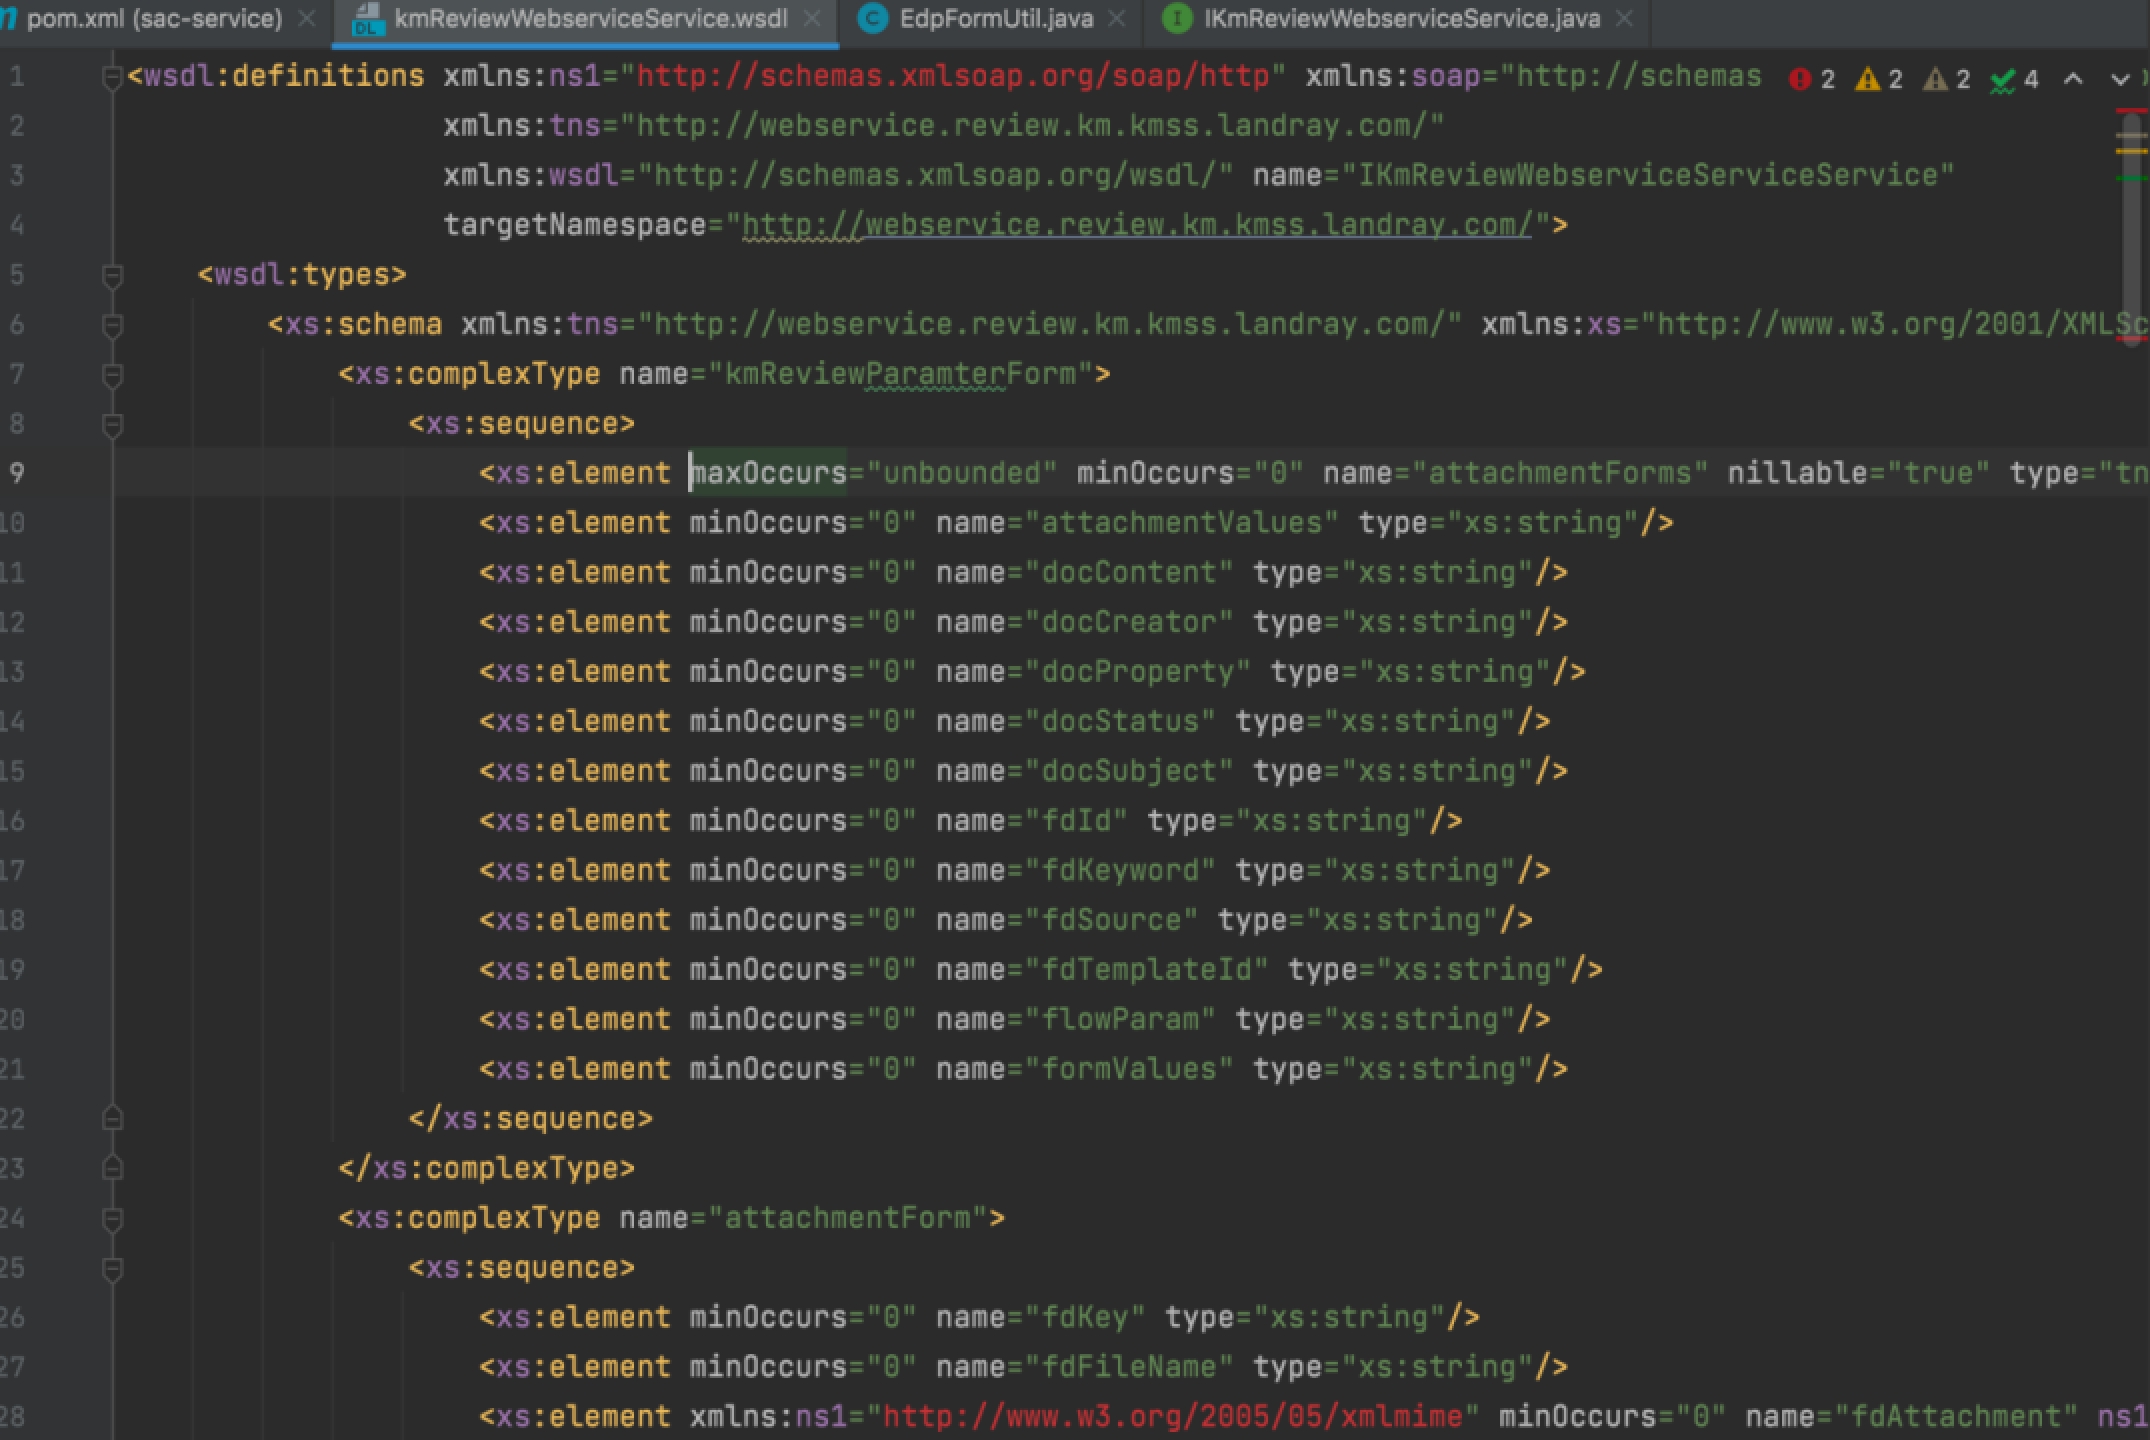 pom.xml (sac-service) kmReviewWebserviceService.wsdl EdpFormUtil.java IKmReviewWebserviceService.java
1 <wsdl:definitions xmlns:ns1="http://schemas.xmlsoap.org/soap/http" xmlns:soap="http://schemas 2 2 2 4
2 xmlns:tns="http://webservice.review.km.kmss.landray.com/"
3 xmlns:wsdl="http://schemas.xmlsoap.org/wsdl/" name="IKmReviewWebserviceServiceService"
4 targetNamespace="http://webservice.review.km.kmss.landray.com/">
5 <wsdl:types>
6 <xs:schema xmlns:tns="http://webservice.review.km.kmss.landray.com/" xmlns:xs="http://www.w3.org/2001/XMLSc
7 <xs:complexType name="kmReviewParamterForm">
8 <xs:sequence>
9 <xs:element maxOccurs="unbounded" minOccurs="0" name="attachmentForms" nillable="true" type="tn
10 <xs:element minOccurs="0" name="attachmentValues" type="xs:string"/>
11 <xs:element minOccurs="0" name="docContent" type="xs:string"/>
12 <xs:element minOccurs="0" name="docCreator" type="xs:string"/>
13 <xs:element minOccurs="0" name="docProperty" type="xs:string"/>
14 <xs:element minOccurs="0" name="docStatus" type="xs:string"/>
15 <xs:element minOccurs="0" name="docSubject" type="xs:string"/>
16 <xs:element minOccurs="0" name="fdId" type="xs:string"/>
17 <xs:element minOccurs="0" name="fdKeyword" type="xs:string"/>
18 <xs:element minOccurs="0" name="fdSource" type="xs:string"/>
19 <xs:element minOccurs="0" name="fdTemplateId" type="xs:string"/>
20 <xs:element minOccurs="0" name="flowParam" type="xs:string"/>
21 <xs:element minOccurs="0" name="formValues" type="xs:string"/>
22 </xs:sequence>
23 </xs:complexType>
24 <xs:complexType name="attachmentForm">
25 <xs:sequence>
26 <xs:element minOccurs="0" name="fdKey" type="xs:string"/>
27 <xs:element minOccurs="0" name="fdFileName" type="xs:string"/>
28 <xs:element xmlns:ns1="http://www.w3.org/2005/05/xmlmime" minOccurs="0" name="fdAttachment" ns1